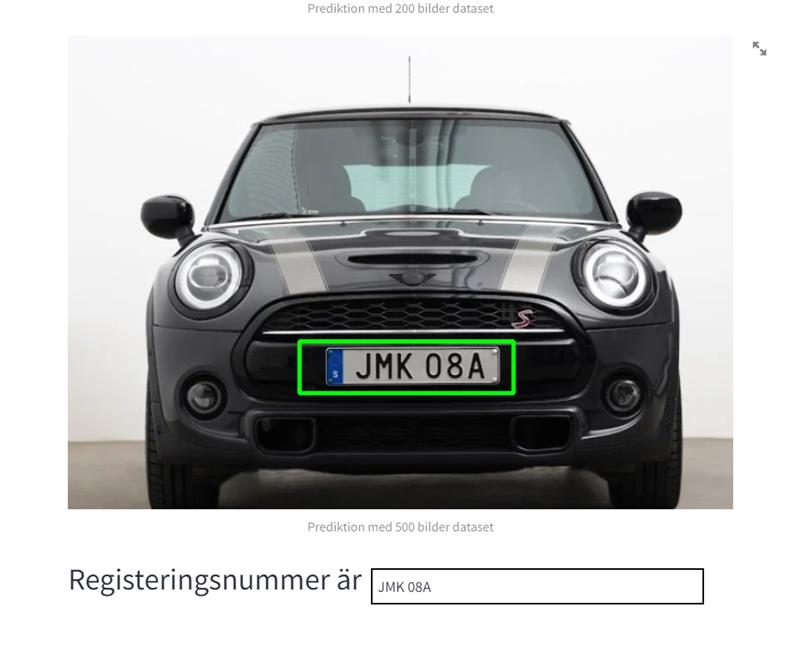 Prediktion med 200 bilder dataset
S
S JMK 08A
Prediktion med 500 bilder dataset
Registeringsnummer är JMK 08A